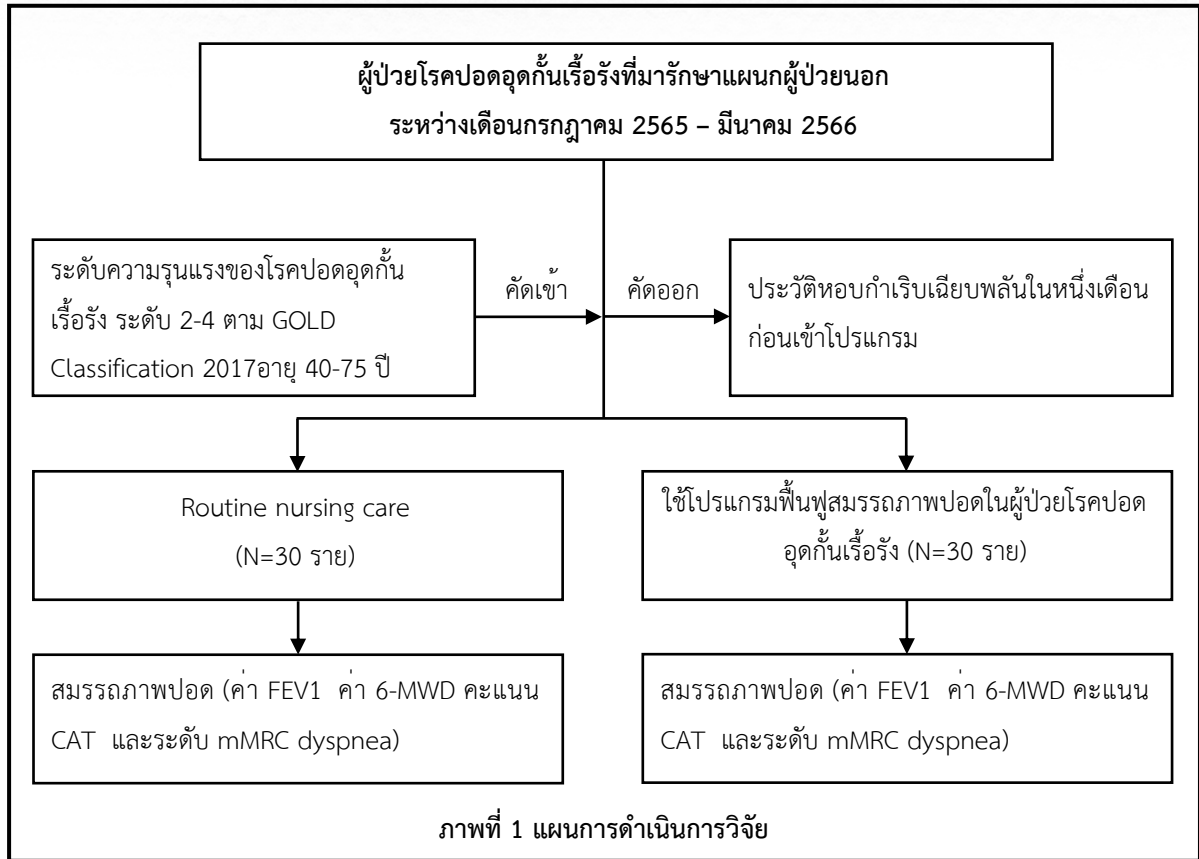 ผู้ป่วยโรคปอดอุดกั้นเรื้อรังที่มารักษาแผนกผู้ป่วยนอก
ระหว่างเดือนกรกฎาคม 2565 – มีนาคม 2566
ระดับความรุนแรงของโรคปอดอุดกั้น
เรื้อรัง ระดับ 2-4 ตาม GOLD
Classification 2017อายุ 40-75 ปี
คัดเข้า
คัดออก
ประวัติหอบกำเริบเฉียบพลันในหนึ่งเดือน
ก่อนเข้าโปรแกรม
Routine nursing care
(N=30 ราย)
ใช้โปรแกรมฟื้นฟูสมรรถภาพปอดในผู้ป่วยโรคปอด
อุดกั้นเรื้อรัง (N=30 ราย)
สมรรถภาพปอด (ค่า FEV1 ค่า 6-MWD คะแนน
CAT และระดับ mMRC dyspnea)
สมรรถภาพปอด (ค่า FEV1 ค่า 6-MWD คะแนน
CAT และระดับ mMRC dyspnea)
ภาพที่ 1 แผนการดำเนินการวิจัย